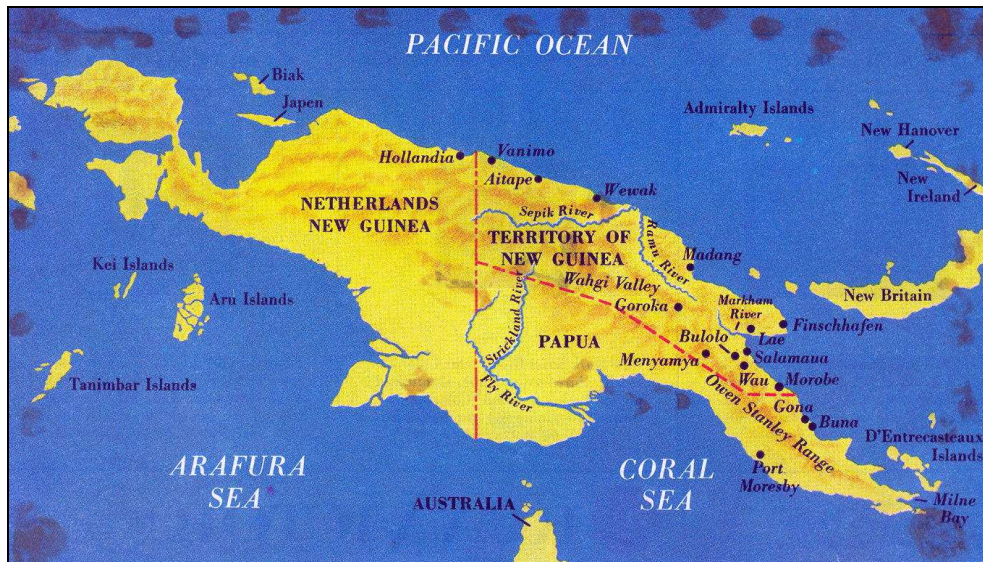 PACIFIC OCEAN
Biak
Japen
Admiralty Islands
New Hanover
New
Ireland
Hollandia
Vanimo
Aitape
Wewak
NETHERLANDS
NEW GUINEA
Sepik River
TERRITORY OF
NEW GUINEA
Ramu River
Madang
Kei Islands
Aru Islands
Wahgi Valley
New Britain
Goroka
Markham
River
Finschhafen
Strickland River
Lae
PAPUA
Bulolo
Salamaua
Menyamya
Wau
Morobe
Tanimbar Islands
Fly River
Owen Stanley Range
Gona
Buna
D'Entrecasteaux
Islands
ARAFURA
SEA
CORAL
SEA
Port
Moresby
AUSTRALIA
Milne
Bay